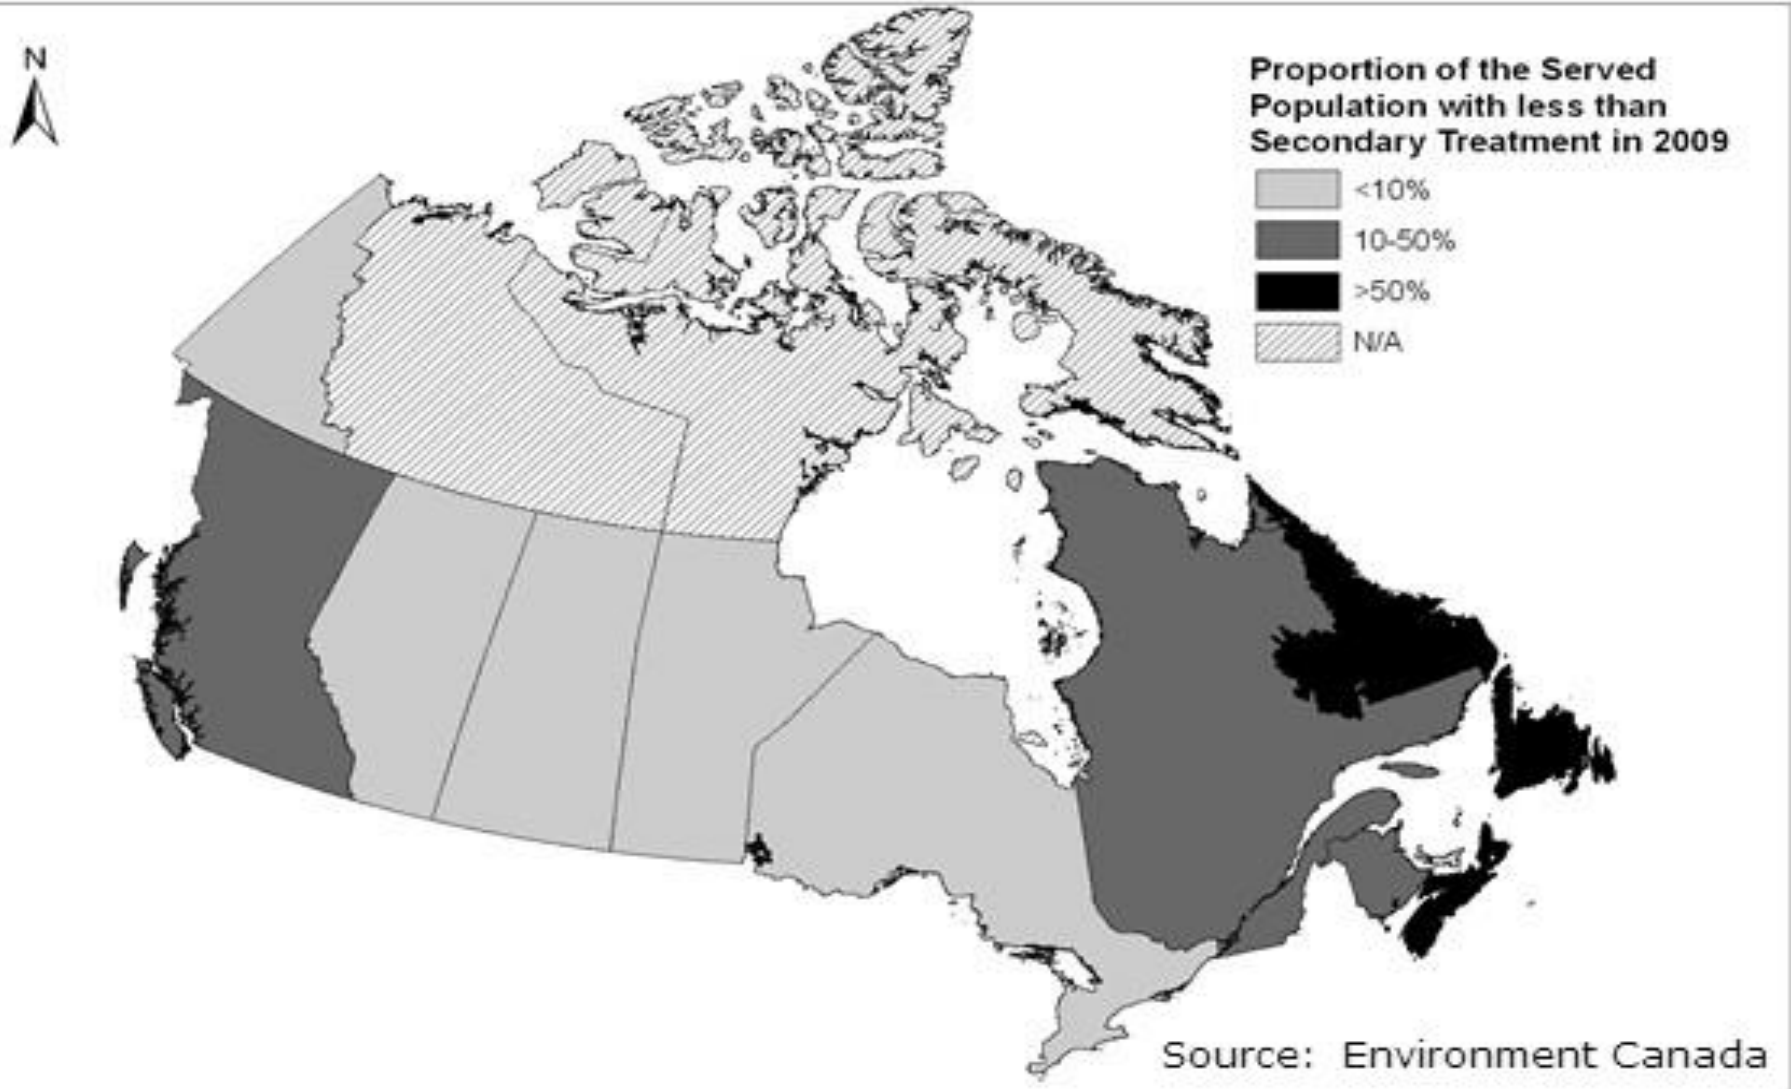 N
Proportion of the Served
Population with less than
Secondary Treatment in 2009
<10%
10-50%
>50%
N/A
Source: Environment Canada